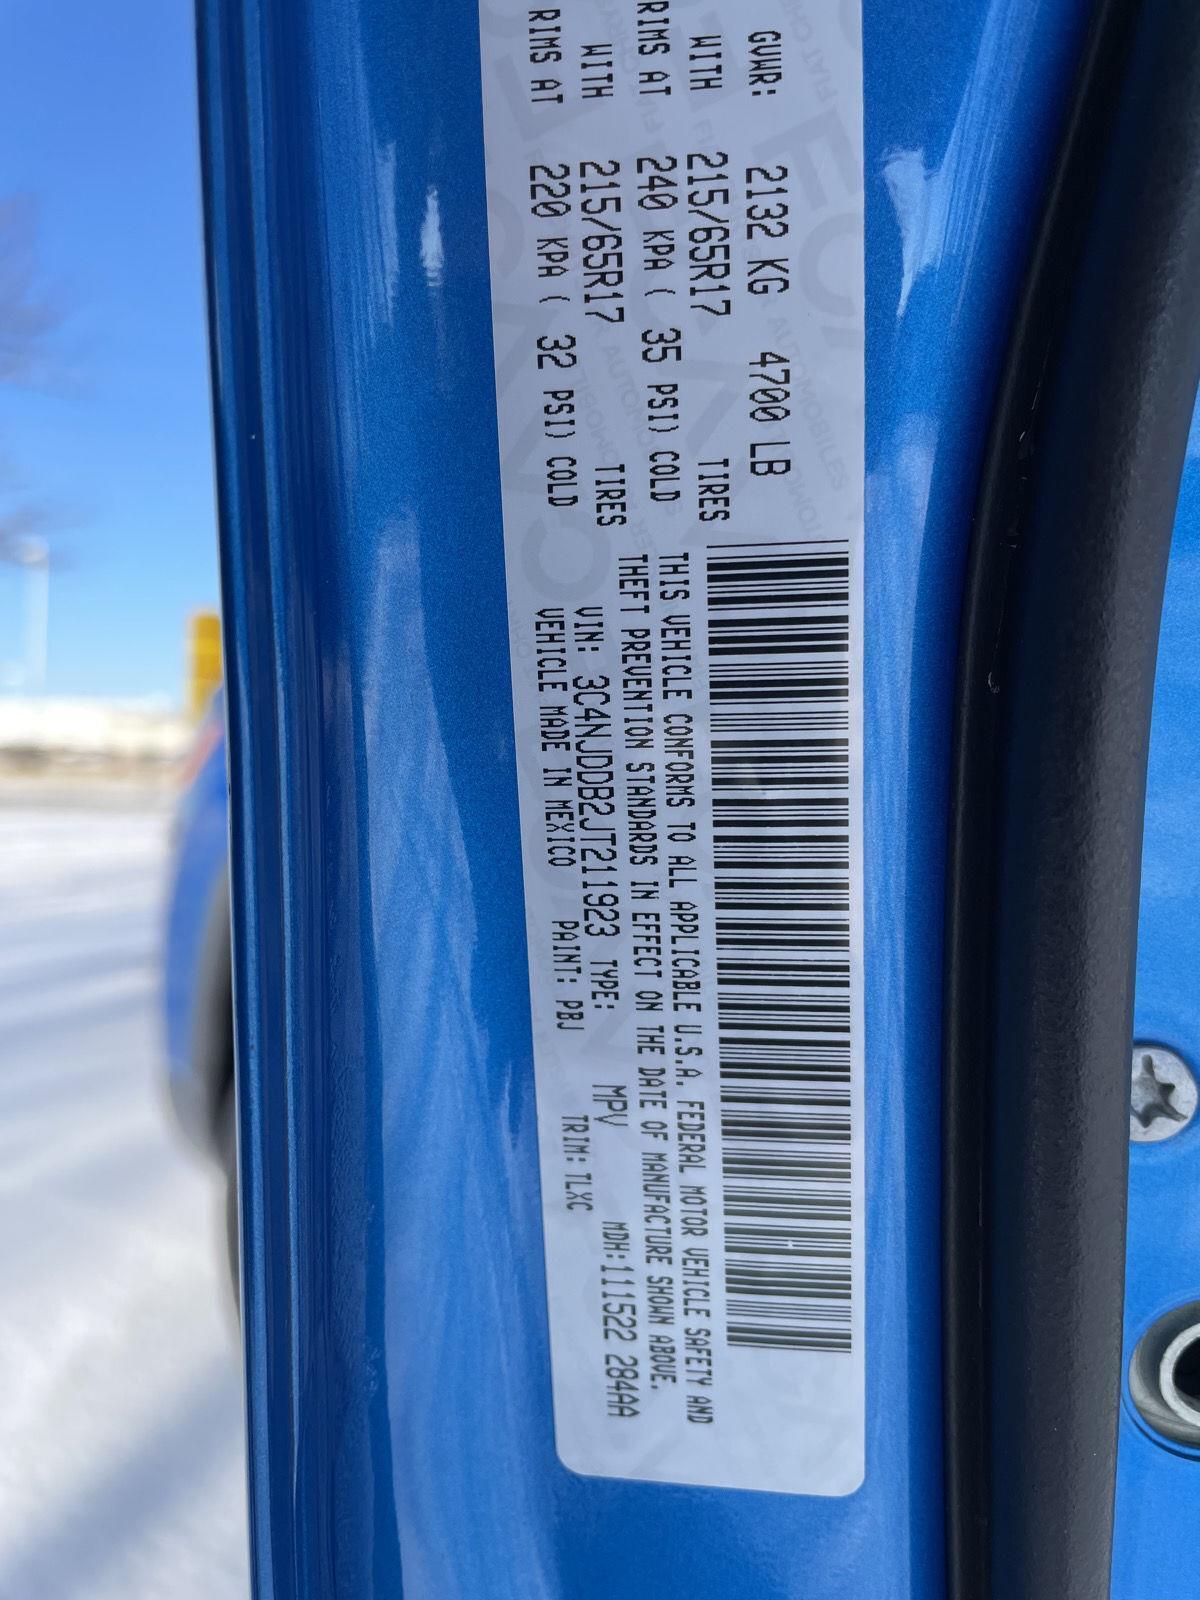 GVWR: 2132 KG 4700 LB
WITH 215/65R17 TIRES
RIMS AT 240 KPA ( 35 PSI) COLD
WITH 215/65R17 TIRES
RIMS AT 220 KPA ( 32 PSI) COLD
THIS VEHICLE CONFORMS TO ALL APPLICABLE U.S.A. FEDERAL MOTOR VEHICLE SAFETY AND
THEFT PREVENTION STANDARDS IN EFFECT ON THE DATE OF MANUFACTURE SHOWN ABOVE.
VIN: 3C4NJDDB2JT211923 TYPE: MPV MDH:111522 284AA
VEHICLE MADE IN MEXICO PAINT: PBJ TRIM: TLXC